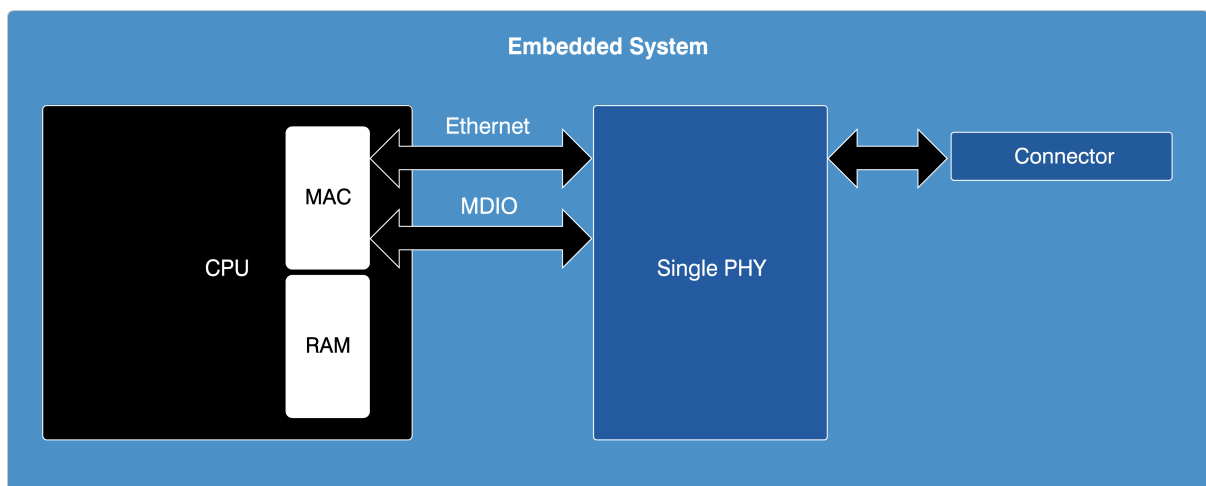 Embedded System
Ethernet
MAC
MDIO
CPU
RAM
Single PHY
Connector